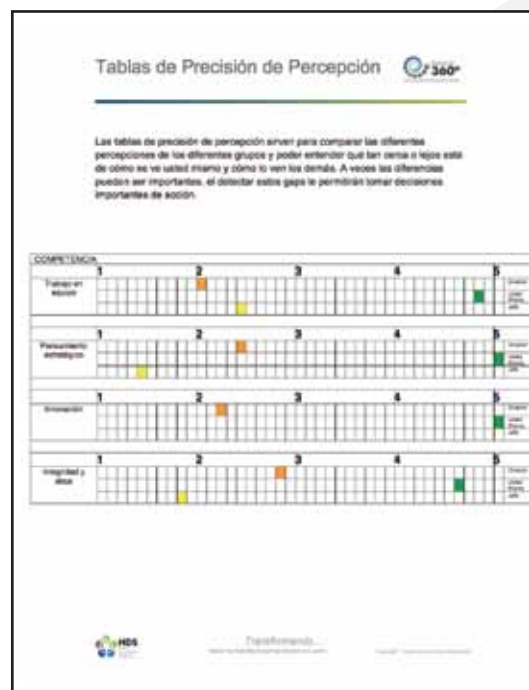 Tablas de Precisión de Percepción
360°
Las tablas de precisión de percepción sirven para comparar las diferentes
percepciones de los diferentes grupos y poder entender que tan cerca o lejos está
de cómo se ve usted mismo y cómo lo ven los demás. A veces las diferencias
pueden ser importantes, el detectar estos gaps le permitirán tomar decisiones
importantes de acción.
COMPETENCIA
1 2 3 4 5
Trabajo en
equipo
1 2 3 4 5
Pensamiento
estratégico
1 2 3 4 5
Innovación
1 2 3 4 5
Integridad y
ética
HDS
Transformando...